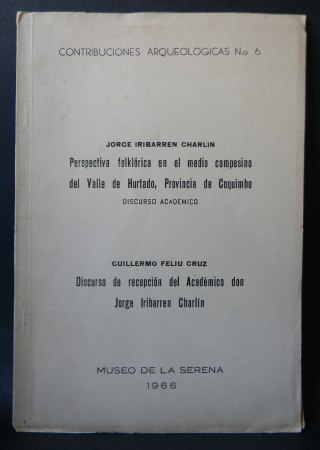 CONTRIBUCIONES ARQUEOLOGICAS N.o 6
JORGE IRIBARREN CHARLIN
Perspectiva folklórica en el medio campesino
del Valle de Hurtado, Provincia de Coquimbo
DISCURSO ACADEMICO
GUILLERMO FELIU CRUZ
Discurso de recepción del Académico don
Jorge Iribarren Charlín
MUSEO DE LA SERENA
1966